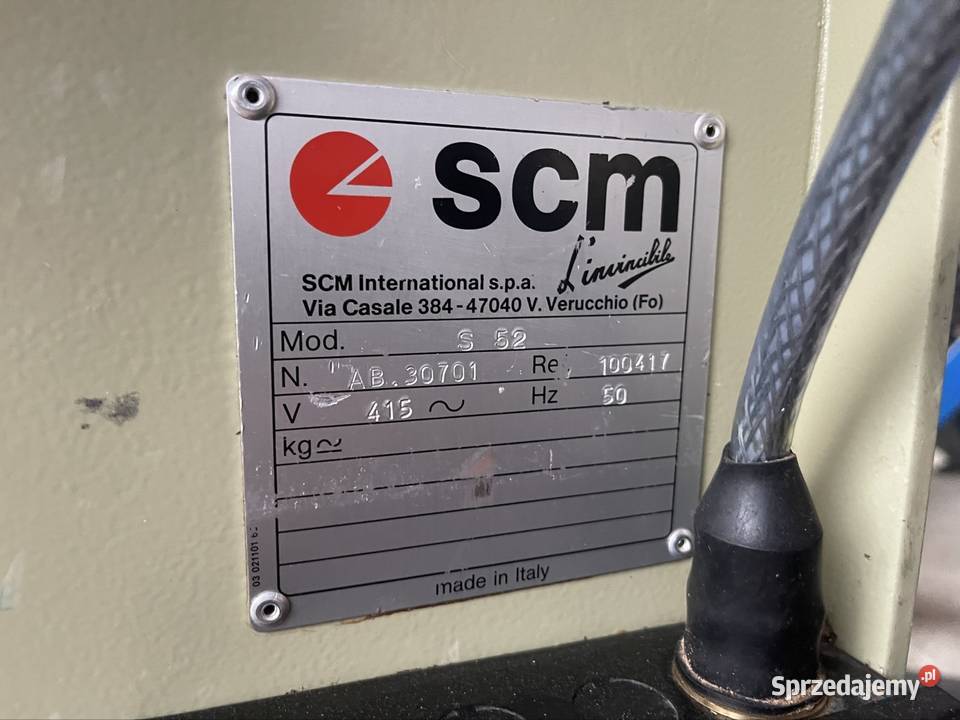 scm
L'invincibile
SCM International s.p.a.
Via Casale 384-47040 V. Verucchio (Fo)
Mod. S 52
N. AB.30701 Re 100417
V 415 ~ Hz 50
kg≃
made in Italy
03 021101
Sprzedajemy.pl